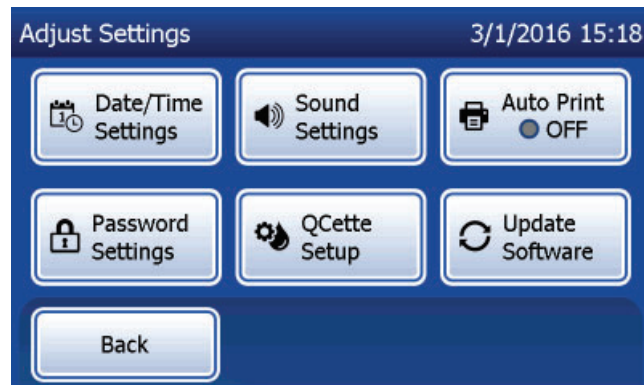 Adjust Settings 3/1/2016 15:18
Date/Time
Settings
Sound
Settings
Auto Print
OFF
Password
Settings
QCette
Setup
Update
Software
Back